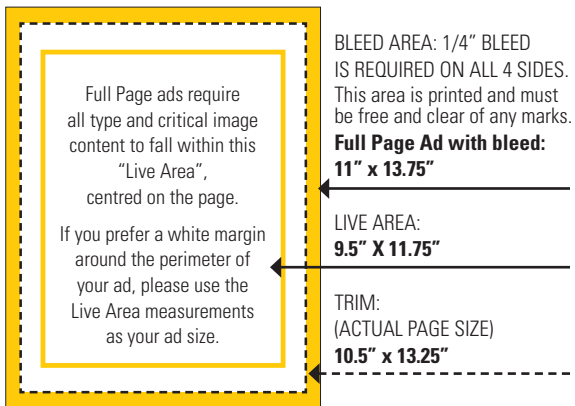 Full Page ads require
all type and critical image
content to fall within this
“Live Area”,
centred on the page.
If you prefer a white margin
around the perimeter of
your ad, please use the
Live Area measurements
as your ad size.
BLEED AREA: 1/4” BLEED
IS REQUIRED ON ALL 4 SIDES.
This area is printed and must
be free and clear of any marks.
Full Page Ad with bleed:
11” x 13.75”
LIVE AREA:
9.5” X 11.75”
TRIM:
(ACTUAL PAGE SIZE)
10.5” x 13.25”